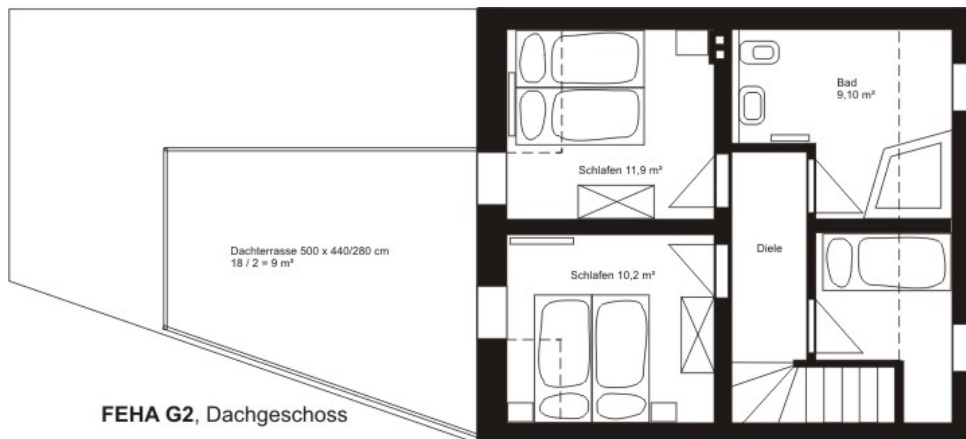 Bad
9,10 m²
Schlafen 11,9 m²
Dachterrasse 500 x 440/280 cm
18 / 2 = 9 m²
Diele
Schlafen 10,2 m²
FEHA G2, Dachgeschoss